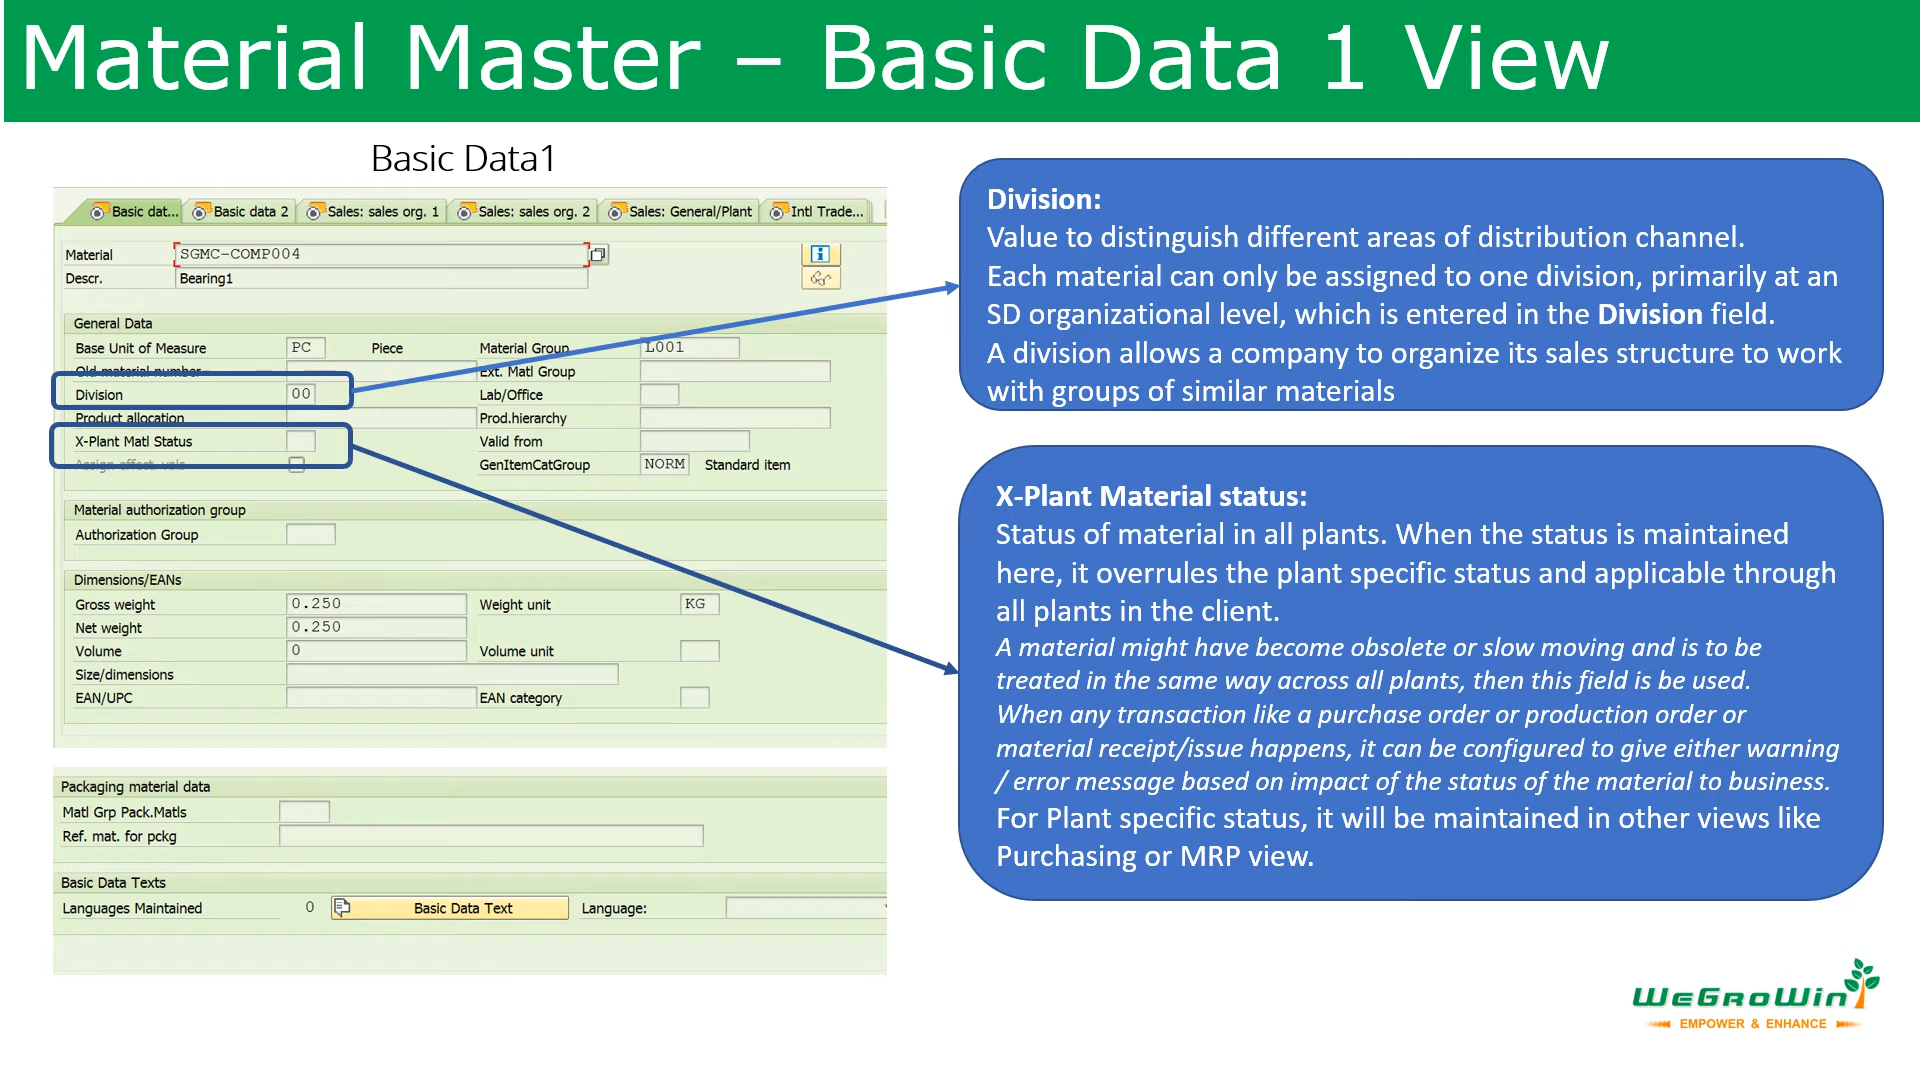 Material Master – Basic Data 1 View
Basic Data1
Basic dat...
Basic data 2
Sales: sales org. 1
Sales: sales org. 2
Sales: General/Plant
Intl Trade...
Material SGMC-COMP004
Descr. Bearing1
General Data
Base Unit of Measure PC Piece Material Group L001
Old material number Ext. Matl Group
Division 00 Lab/Office
Product allocation Prod.hierarchy
X-Plant Matl Status Valid from
Assign effect. vals GenItemCatGroup NORM Standard item
Material authorization group
Authorization Group
Dimensions/EANs
Gross weight 0.250 Weight unit KG
Net weight 0.250
Volume 0 Volume unit
Size/dimensions
EAN/UPC EAN category
Packaging material data
Matl Grp Pack.Matls
Ref. mat. for pckg
Basic Data Texts
Languages Maintained 0 Basic Data Text Language:
Division:
Value to distinguish different areas of distribution channel.
Each material can only be assigned to one division, primarily at an
SD organizational level, which is entered in the Division field.
A division allows a company to organize its sales structure to work
with groups of similar materials
X-Plant Material status:
Status of material in all plants. When the status is maintained
here, it overrules the plant specific status and applicable through
all plants in the client.
A material might have become obsolete or slow moving and is to be
treated in the same way across all plants, then this field is be used.
When any transaction like a purchase order or production order or
material receipt/issue happens, it can be configured to give either warning
/ error message based on impact of the status of the material to business.
For Plant specific status, it will be maintained in other views like
Purchasing or MRP view.
WeGroWin
EMPOWER & ENHANCE